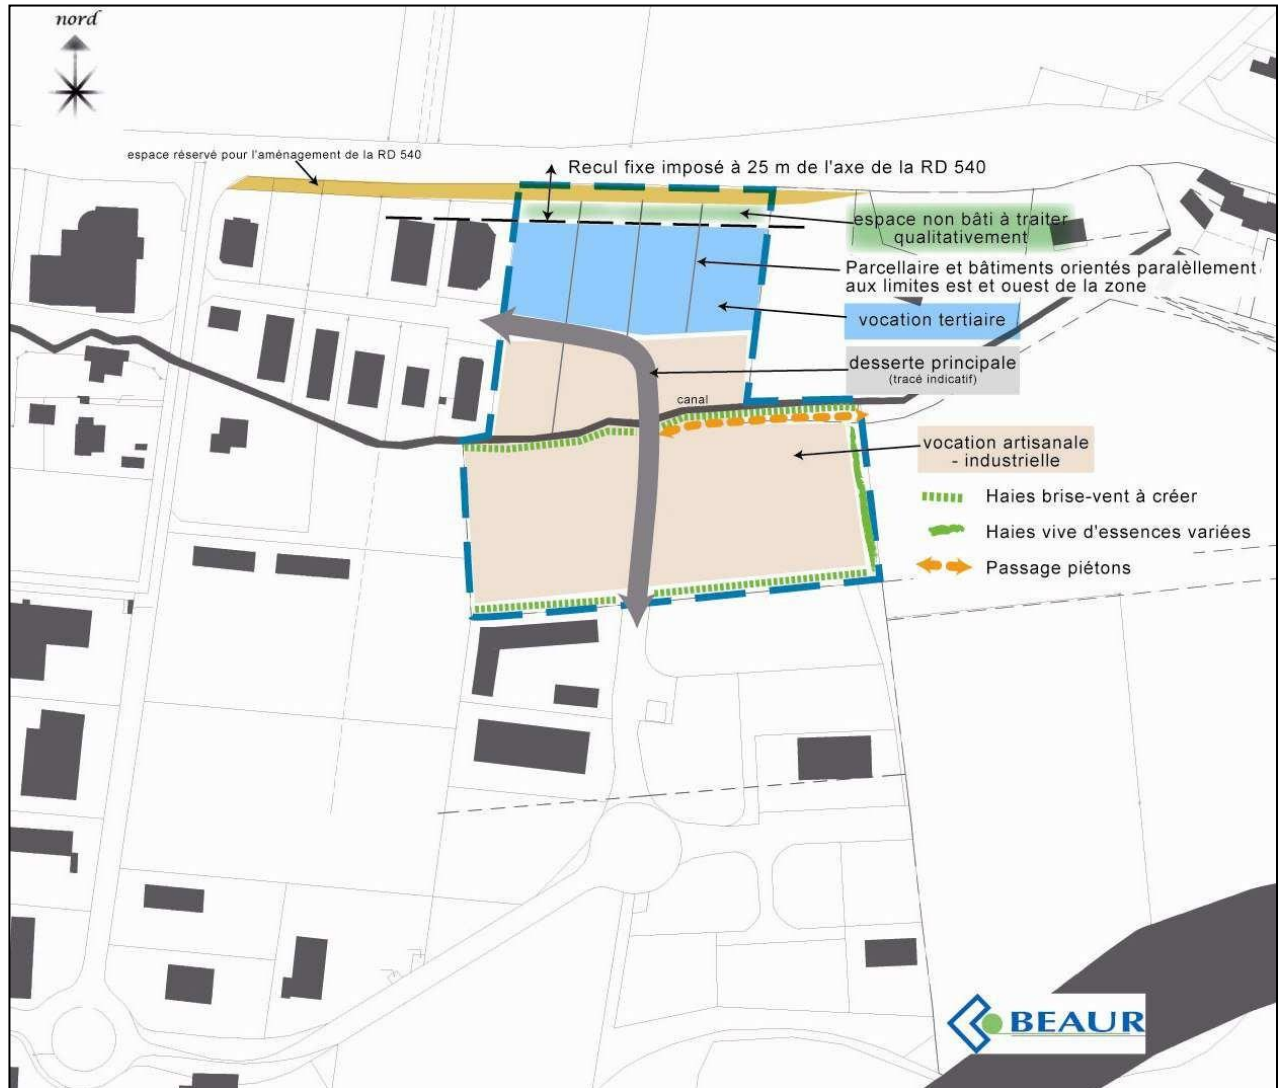 nord
espace réservé pour l'aménagement de la RD 540
Recul fixe imposé à 25 m de l'axe de la RD 540
espace non bâti à traiter
qualitativement
Parcellaire et bâtiments orientés paralèllement
aux limites est et ouest de la zone
vocation tertiaire
desserte principale
(tracé indicatif)
canal
vocation artisanale
- industrielle
Haies brise-vent à créer
Haies vive d'essences variées
Passage piétons
BEAUR